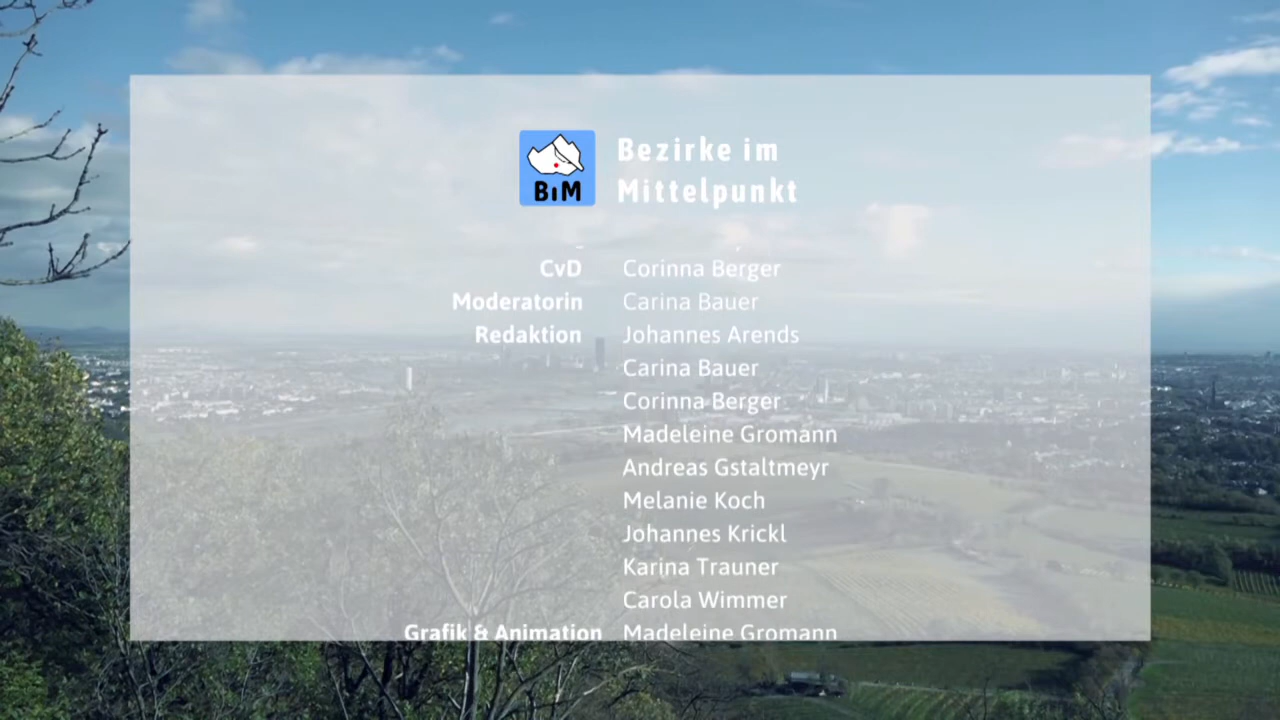 BiM
Bezirke im
Mittelpunkt
CvD Corinna Berger
Moderatorin Carina Bauer
Redaktion Johannes Arends
Carina Bauer
Corinna Berger
Madeleine Gromann
Andreas Gstaltmeyr
Melanie Koch
Johannes Krickl
Karina Trauner
Carola Wimmer
Grafik & Animation Madeleine Gromann